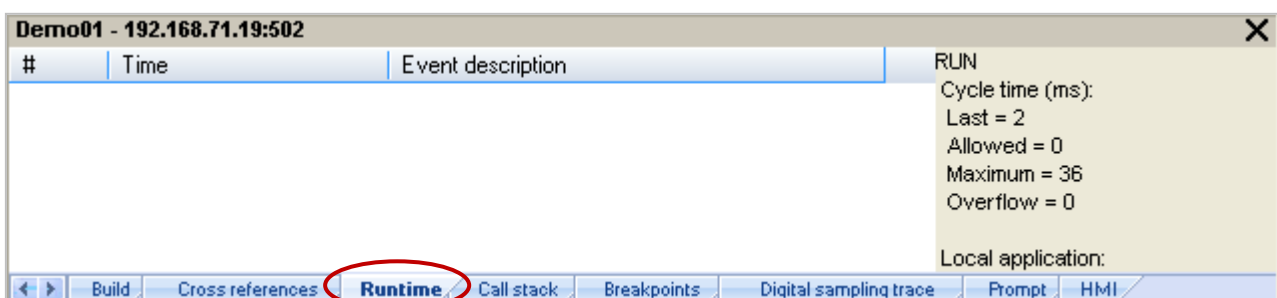 Demo01 - 192.168.71.19:502
# Time Event description
RUN
Cycle time (ms):
Last = 2
Allowed = 0
Maximum = 36
Overflow = 0
Local application:
Build Cross references Runtime Call stack Breakpoints Digital sampling trace Prompt HMI